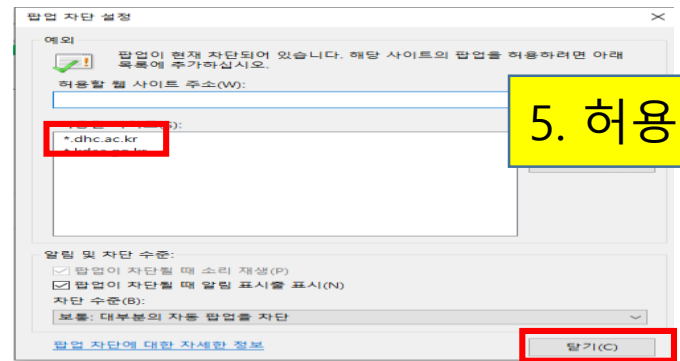 팝업 차단 설정
예외
팝업이 현재 차단되어 있습니다. 해당 사이트의 팝업을 허용하려면 아래
목록에 추가하십시오.
허용할 웹 사이트 주소(W):
5. 허용
*.dhc.ac.kr
알림 및 차단 수준:
팝업이 차단될 때 소리 재생(P)
팝업이 차단될 때 알림 표시줄 표시(N)
차단 수준(B):
보통: 대부분의 자동 팝업을 차단
팝업 차단에 대한 자세한 정보
닫기(C)